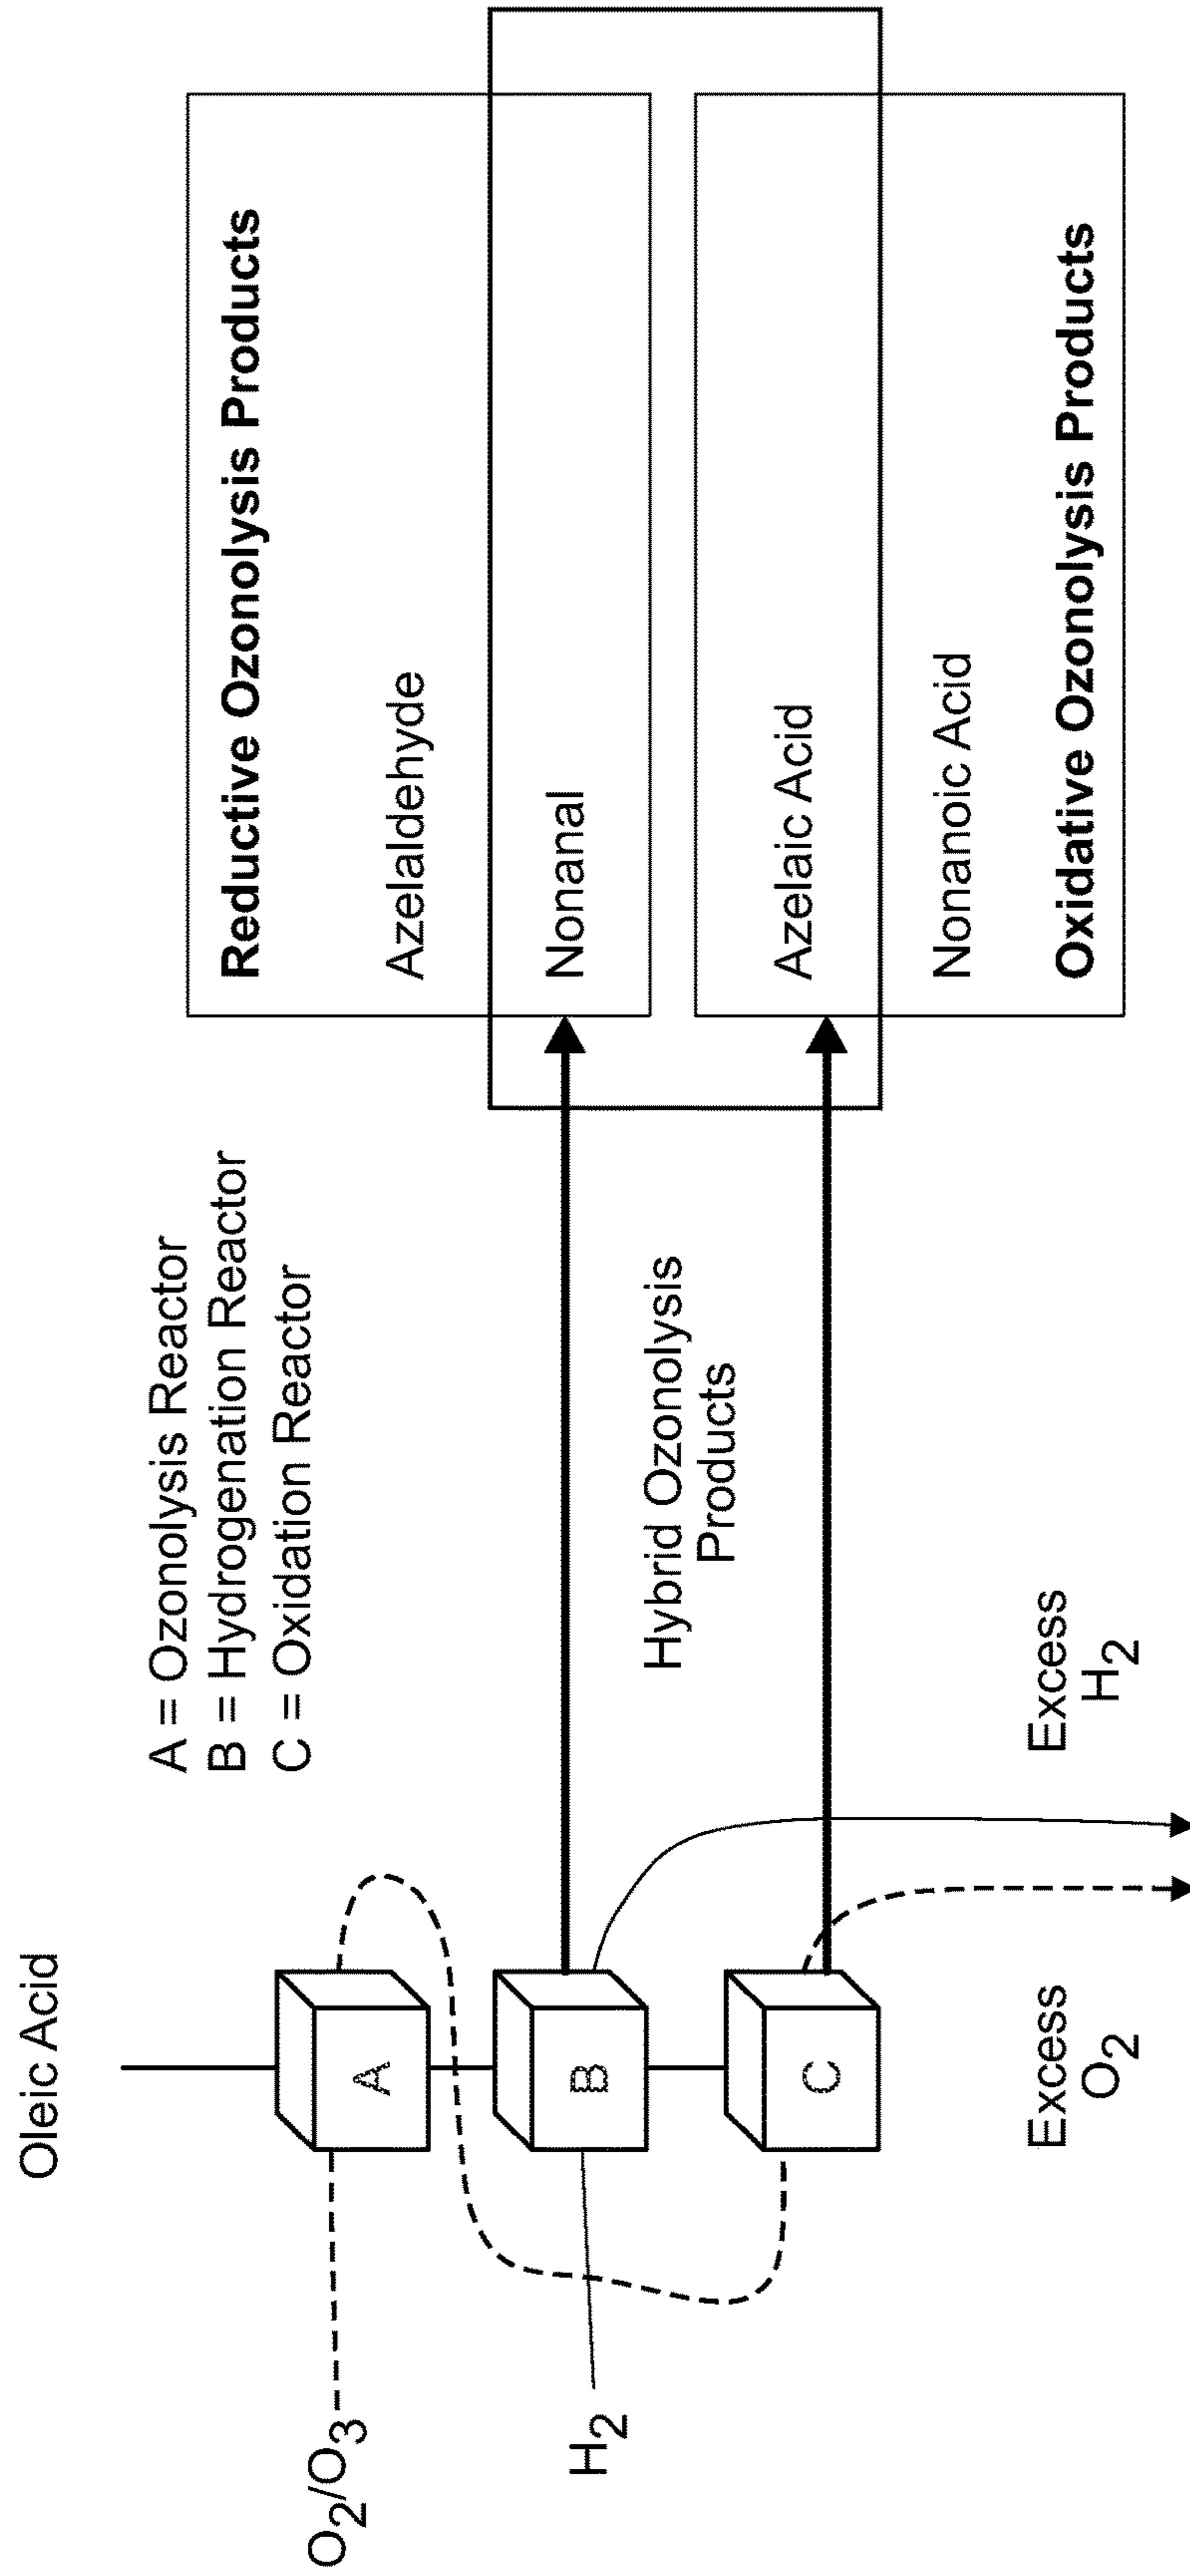 Oleic Acid
A = Ozonolysis Reactor
B = Hydrogenation Reactor
C = Oxidation Reactor
O2/O3
H2
A
B
C
Hybrid Ozonolysis
Products
Excess
O2
Excess
H2
Reductive Ozonolysis Products
Azelaldehyde
Nonanal
Azelaic Acid
Nonanoic Acid
Oxidative Ozonolysis Products